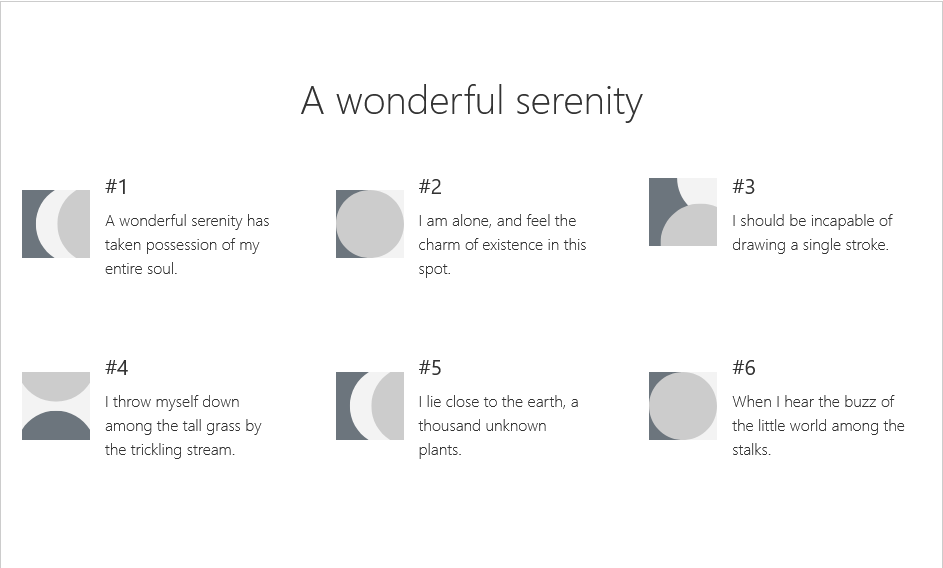 A wonderful serenity
#1
A wonderful serenity has
taken possession of my
entire soul.
#2
I am alone, and feel the
charm of existence in this
spot.
#3
I should be incapable of
drawing a single stroke.
#4
I throw myself down
among the tall grass by
the trickling stream.
#5
I lie close to the earth, a
thousand unknown
plants.
#6
When I hear the buzz of
the little world among the
stalks.